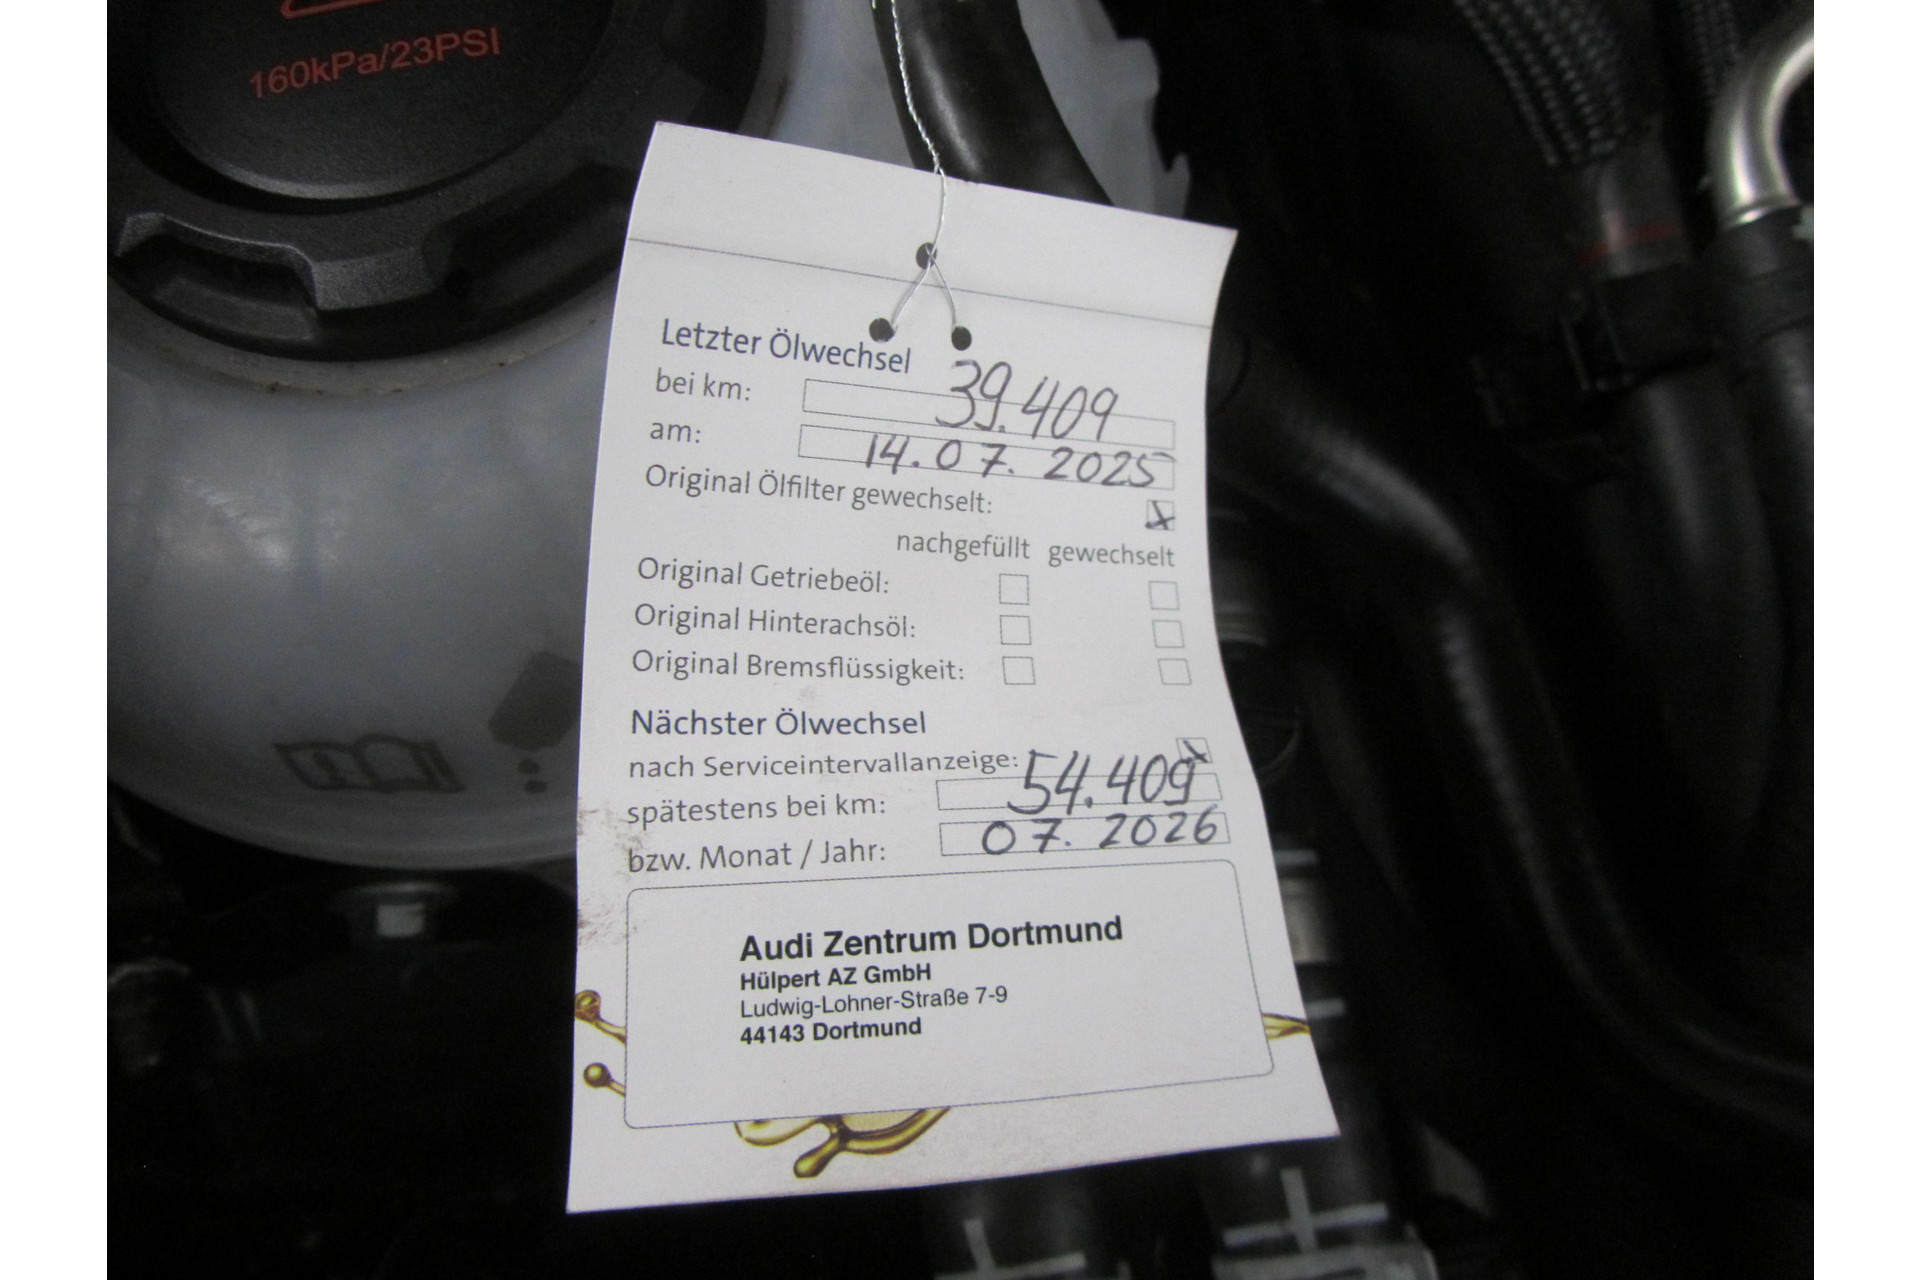 160kPa/23PSI
Letzter Ölwechsel
bei km: 39.409
am: 14.07.2025
Original Ölfilter gewechselt: x
nachgefüllt gewechselt
Original Getriebeöl:
Original Hinterachsöl:
Original Bremsflüssigkeit:
Nächster Ölwechsel
nach Serviceintervallanzeige: x
spätestens bei km: 54.409
bzw. Monat / Jahr: 07.2026
Audi Zentrum Dortmund
Hülpert AZ GmbH
Ludwig-Lohner-Straße 7-9
44143 Dortmund